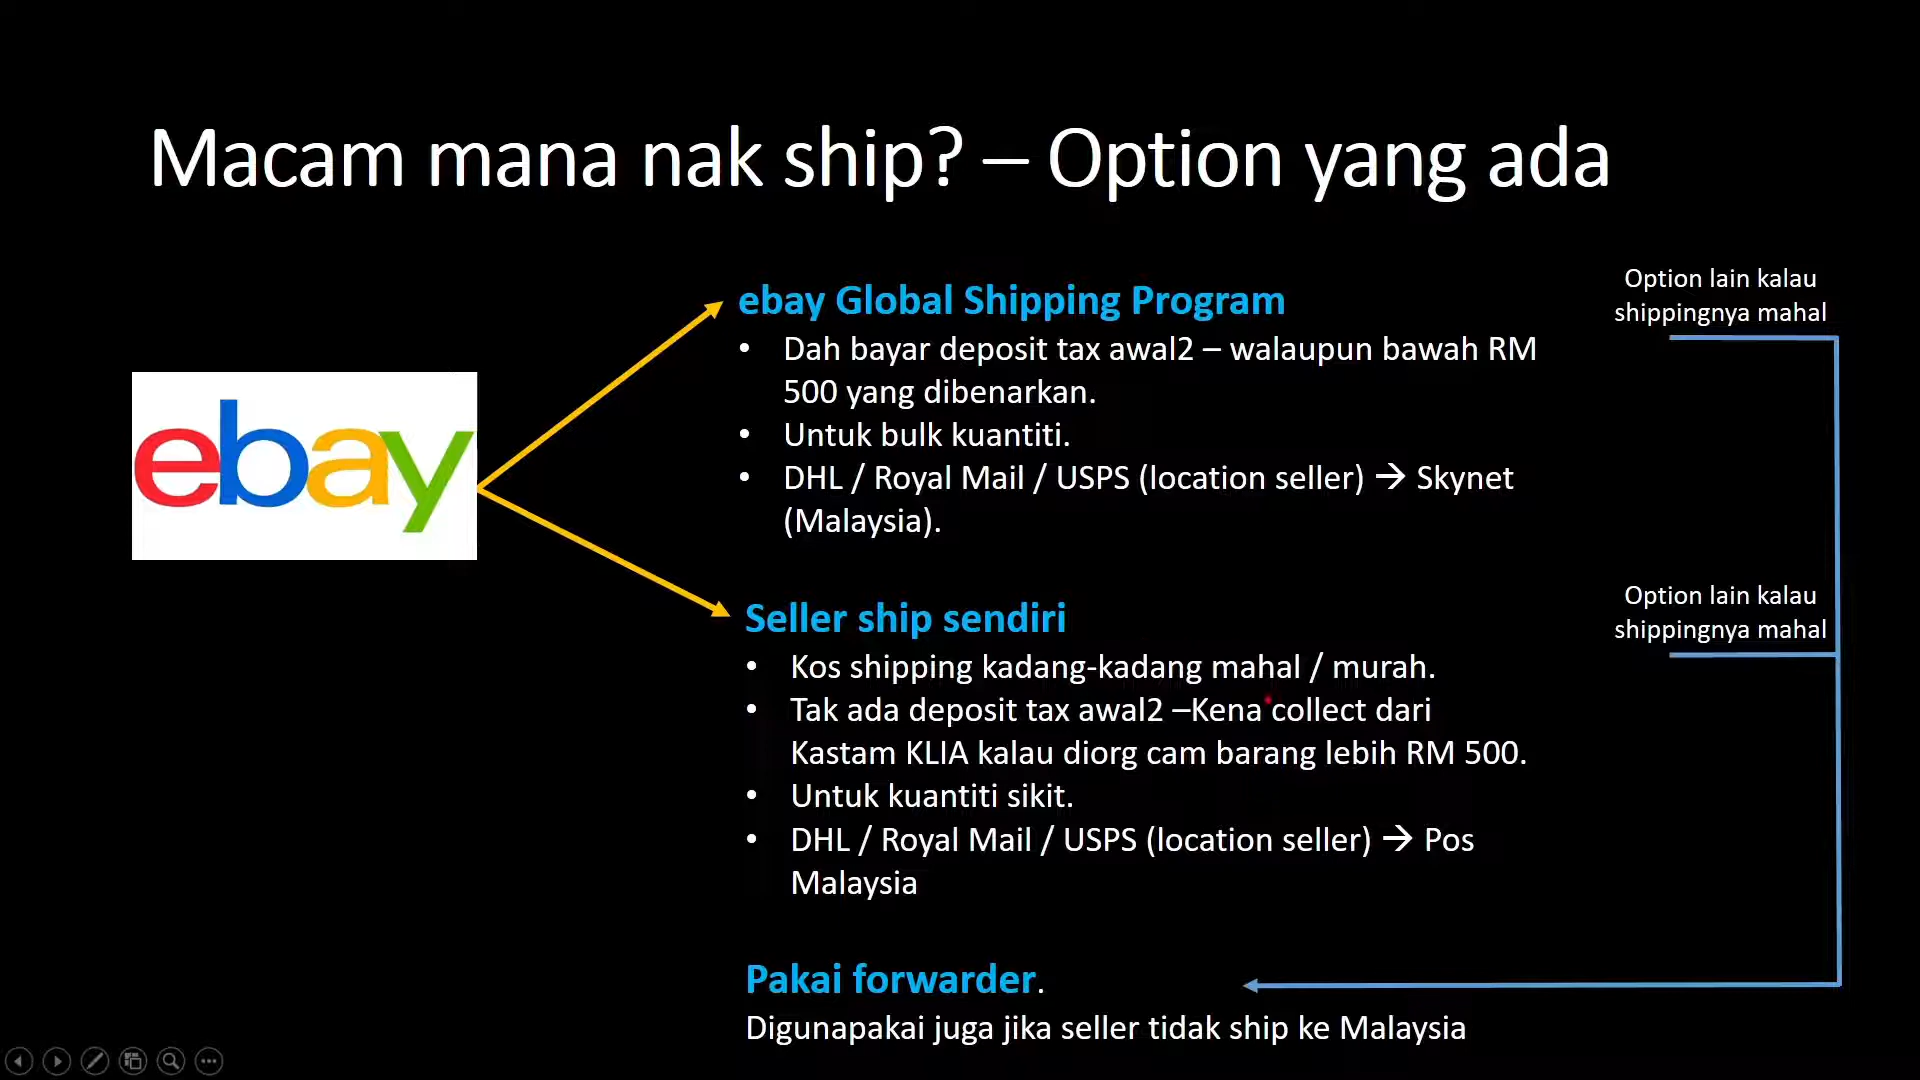 Macam mana nak ship? – Option yang ada
ebay
ebay Global Shipping Program
• Dah bayar deposit tax awal2 – walaupun bawah RM
500 yang dibenarkan.
• Untuk bulk kuantiti.
• DHL / Royal Mail / USPS (location seller) → Skynet
(Malaysia).
Option lain kalau
shippingnya mahal
Seller ship sendiri
• Kos shipping kadang-kadang mahal / murah.
• Tak ada deposit tax awal2 –Kena collect dari
Kastam KLIA kalau diorg cam barang lebih RM 500.
• Untuk kuantiti sikit.
• DHL / Royal Mail / USPS (location seller) → Pos
Malaysia
Option lain kalau
shippingnya mahal
Pakai forwarder.
Digunapakai juga jika seller tidak ship ke Malaysia